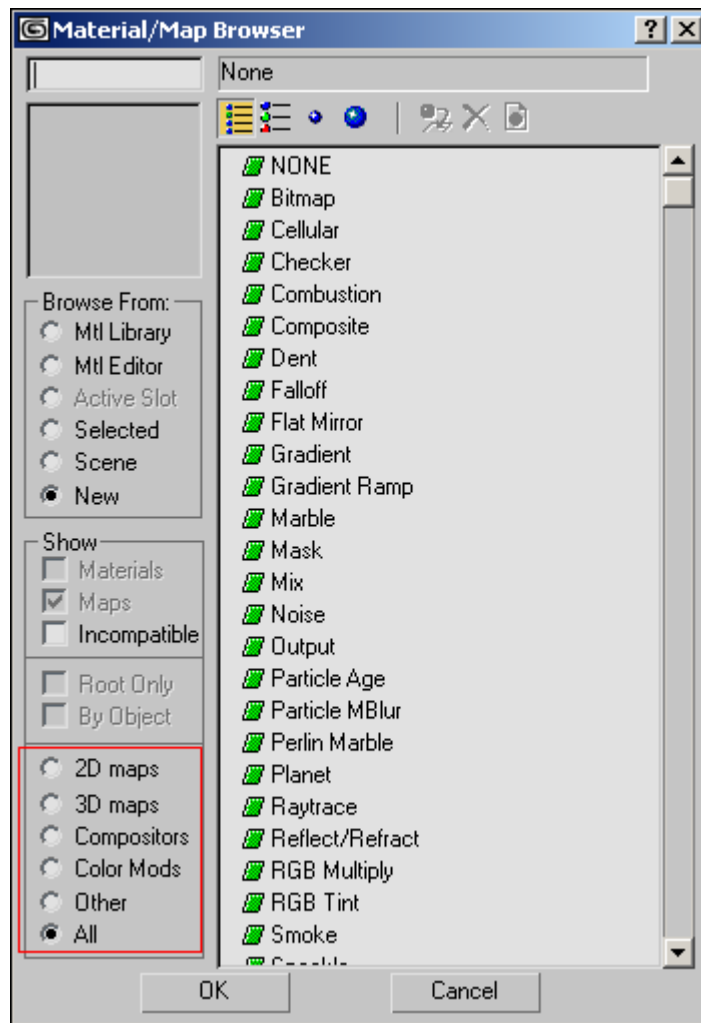 Material/Map Browser
None
NONE
Bitmap
Cellular
Checker
Combustion
Composite
Dent
Falloff
Flat Mirror
Gradient
Gradient Ramp
Marble
Mask
Mix
Noise
Output
Particle Age
Particle MBlur
Perlin Marble
Planet
Raytrace
Reflect/Refract
RGB Multiply
RGB Tint
Smoke
Browse From:
Mtl Library
Mtl Editor
Active Slot
Selected
Scene
New
Show
Materials
Maps
Incompatible
Root Only
By Object
2D maps
3D maps
Compositors
Color Mods
Other
All
OK
Cancel